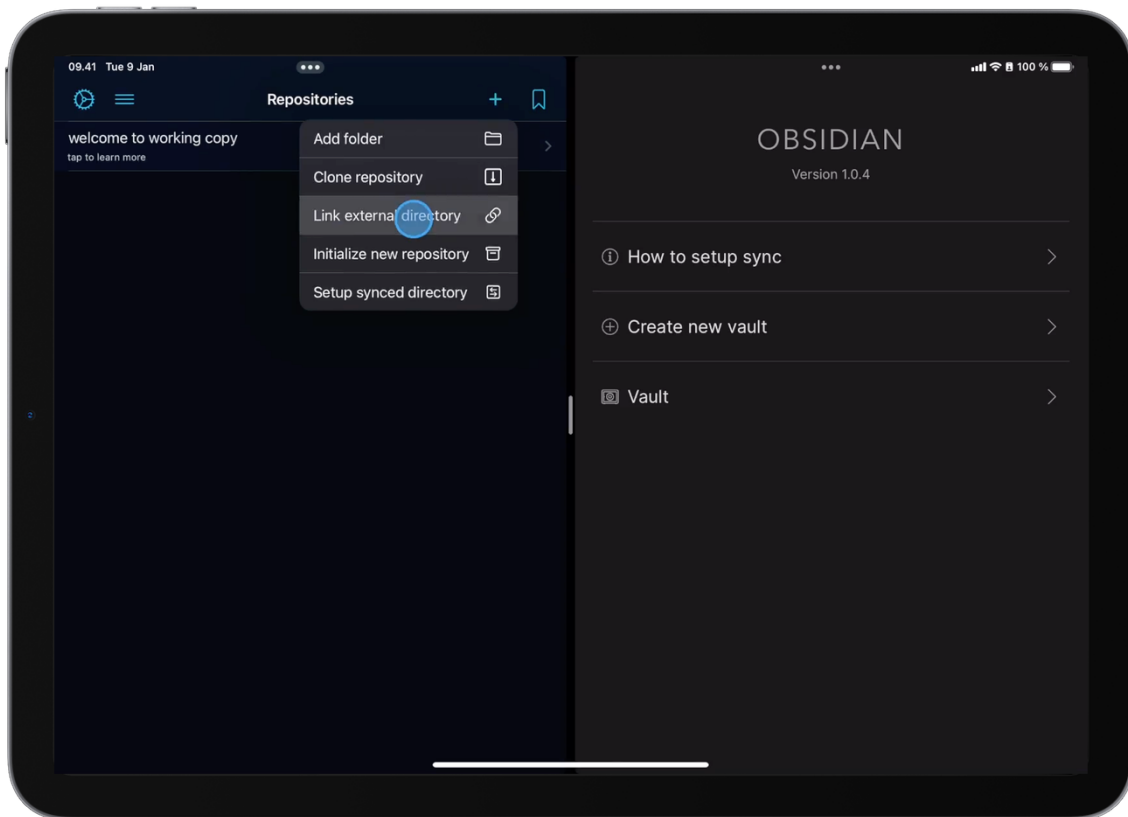 09.41 Tue 9 Jan
100 %
Repositories
welcome to working copy
tap to learn more
Add folder
Clone repository
Link external directory
Initialize new repository
Setup synced directory
OBSIDIAN
Version 1.0.4
How to setup sync
Create new vault
Vault